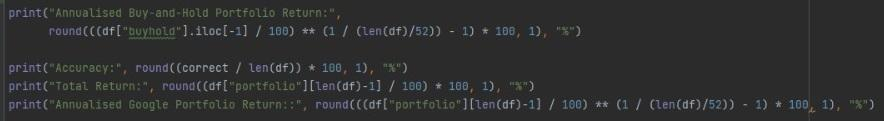 print("Annualised Buy-and-Hold Portfolio Return:",
round(((df["buyhold"].iloc[-1] / 100) ** (1 / (len(df)/52)) - 1) * 100, 1), "%")
print("Accuracy:", round((correct / len(df)) * 100, 1), "%")
print("Total Return:", round((df["portfolio"][len(df)-1] / 100) * 100, 1), "%")
print("Annualised Google Portfolio Return::", round(((df["portfolio"][len(df)-1] / 100) ** (1 / (len(df)/52)) - 1) * 100, 1), "%")